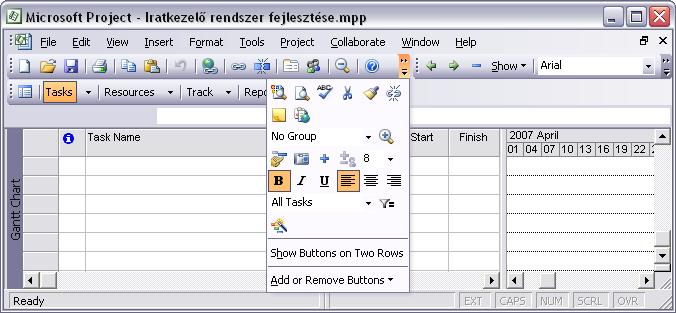 Microsoft Project - Iratkezelő rendszer fejlesztése.mpp
File Edit View Insert Format Tools Project Collaborate Window Help
Show Arial
Tasks Resources Track Repo
Task Name Start Finish 2007 April
01 04 07 10 13 16 19 22 2
ABC
No Group
8
B I U
All Tasks
Show Buttons on Two Rows
Add or Remove Buttons
Gantt Chart
Ready EXT CAPS NUM SCRL OVR